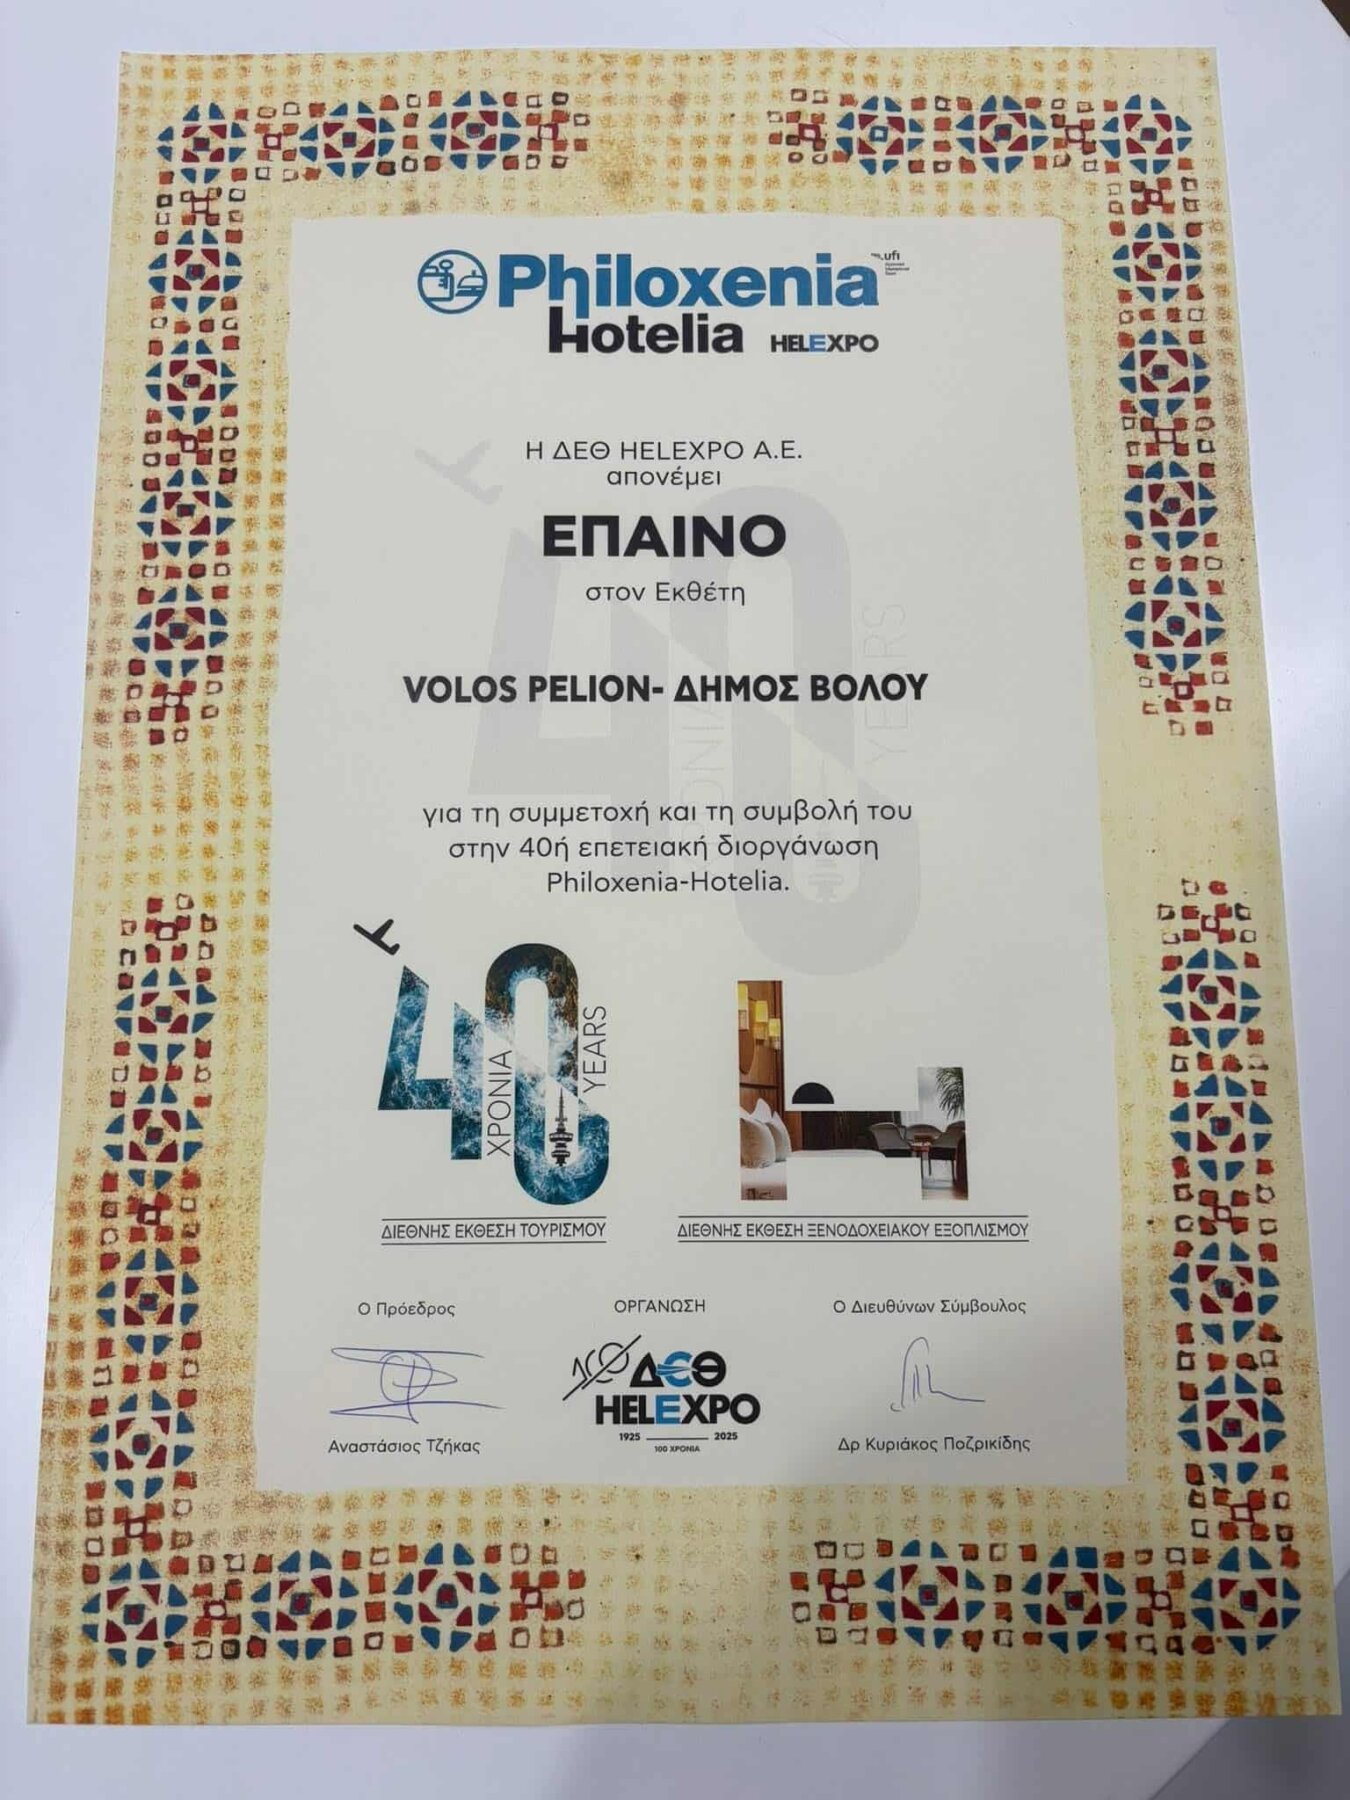 Philoxenia
ufi
Hotelia HELEXPO
Η ΔΕΘ HELEXPO Α.Ε.
απονέμει
ΕΠΑΙΝΟ
στον Εκθέτη
VOLOS PELION- ΔΗΜΟΣ ΒΟΛΟΥ
για τη συμμετοχή και τη συμβολή του
στην 40ή επετειακή διοργάνωση
Philoxenia-Hotelia.
40
ΧΡΟΝΙΑ
YEARS
ΔΙΕΘΝΗΣ ΕΚΘΕΣΗ ΤΟΥΡΙΣΜΟΥ
ΔΙΕΘΝΗΣ ΕΚΘΕΣΗ ΞΕΝΟΔΟΧΕΙΑΚΟΥ ΕΞΟΠΛΙΣΜΟΥ
Ο Πρόεδρος
ΟΡΓΑΝΩΣΗ
Ο Διευθύνων Σύμβουλος
100 ΔΕΘ
HELEXPO
1925 2025
100 ΧΡΟΝΙΑ
Αναστάσιος Τζήκας
Δρ Κυριάκος Ποζρικίδης